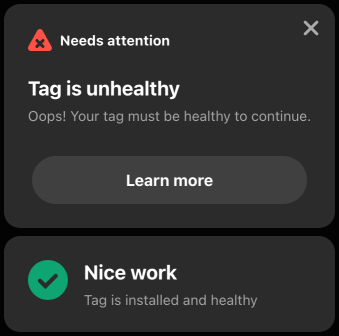 Needs attention
Tag is unhealthy
Oops! Your tag must be healthy to continue.
Learn more
Nice work
Tag is installed and healthy